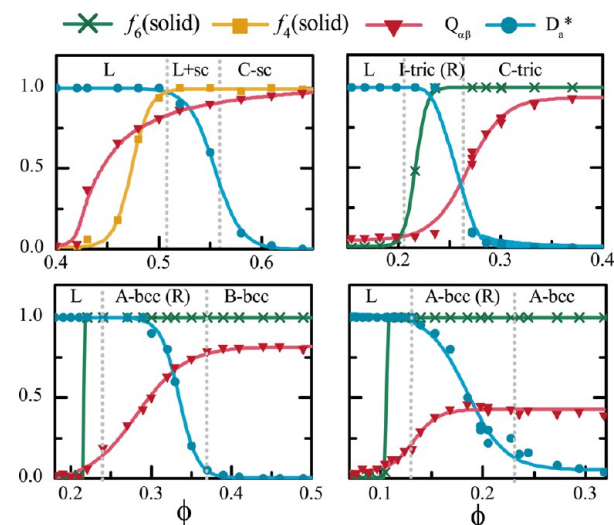 f₆(solid) f₄(solid) Q_αβ D_a*
L L+sc C-sc
1.0
0.5
0.0
0.4 0.5 0.6
L I-tric (R) C-tric
0.2 0.3 0.4
L A-bcc (R) B-bcc
1.0
0.5
0.0
0.2 0.3 0.4 0.5
ϕ
L A-bcc (R) A-bcc
0.1 0.2 0.3
ϕ